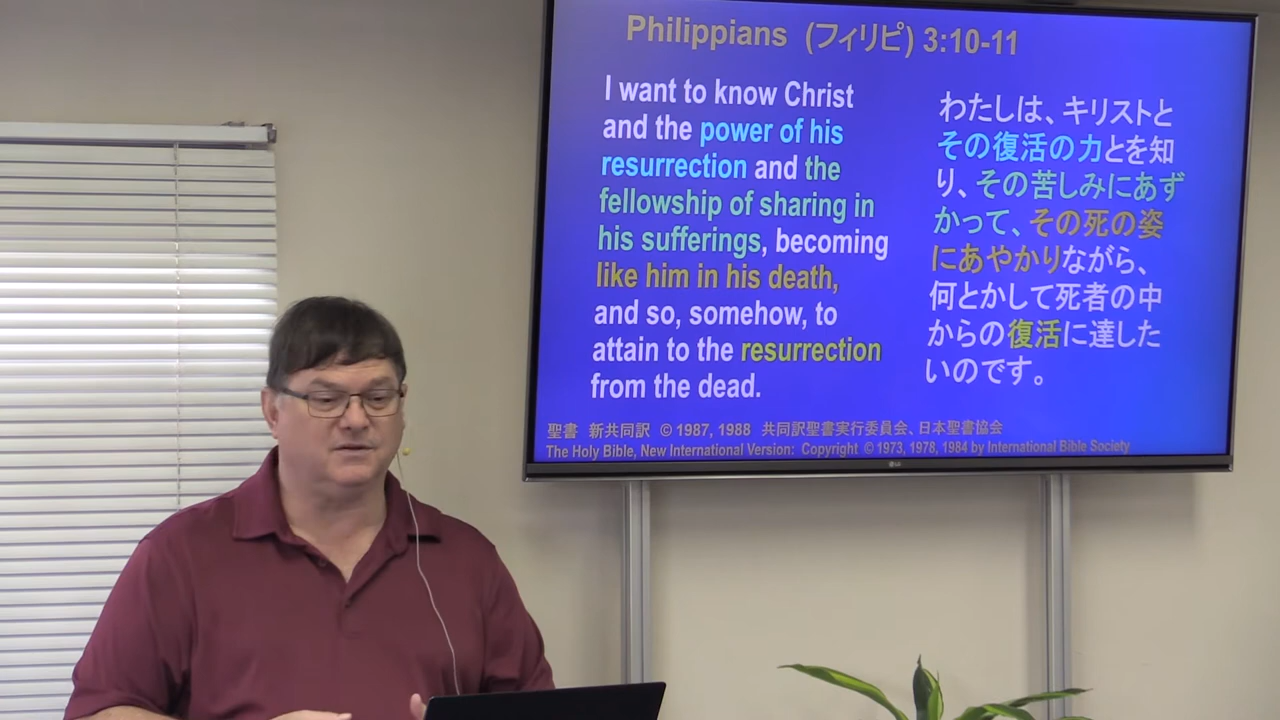 Philippians (フィリピ) 3:10-11
I want to know Christ
and the power of his
resurrection and the
fellowship of sharing in
his sufferings, becoming
like him in his death,
and so, somehow, to
attain to the resurrection
from the dead.
わたしは、キリストと
その復活の力とを知
り、その苦しみにあず
かって、その死の姿
にあやかりながら、
何とかして死者の中
からの復活に達した
いのです。
聖書 新共同訳 © 1987, 1988 共同訳聖書実行委員会、日本聖書協会
The Holy Bible, New International Version: Copyright © 1973, 1978, 1984 by International Bible Society
LG